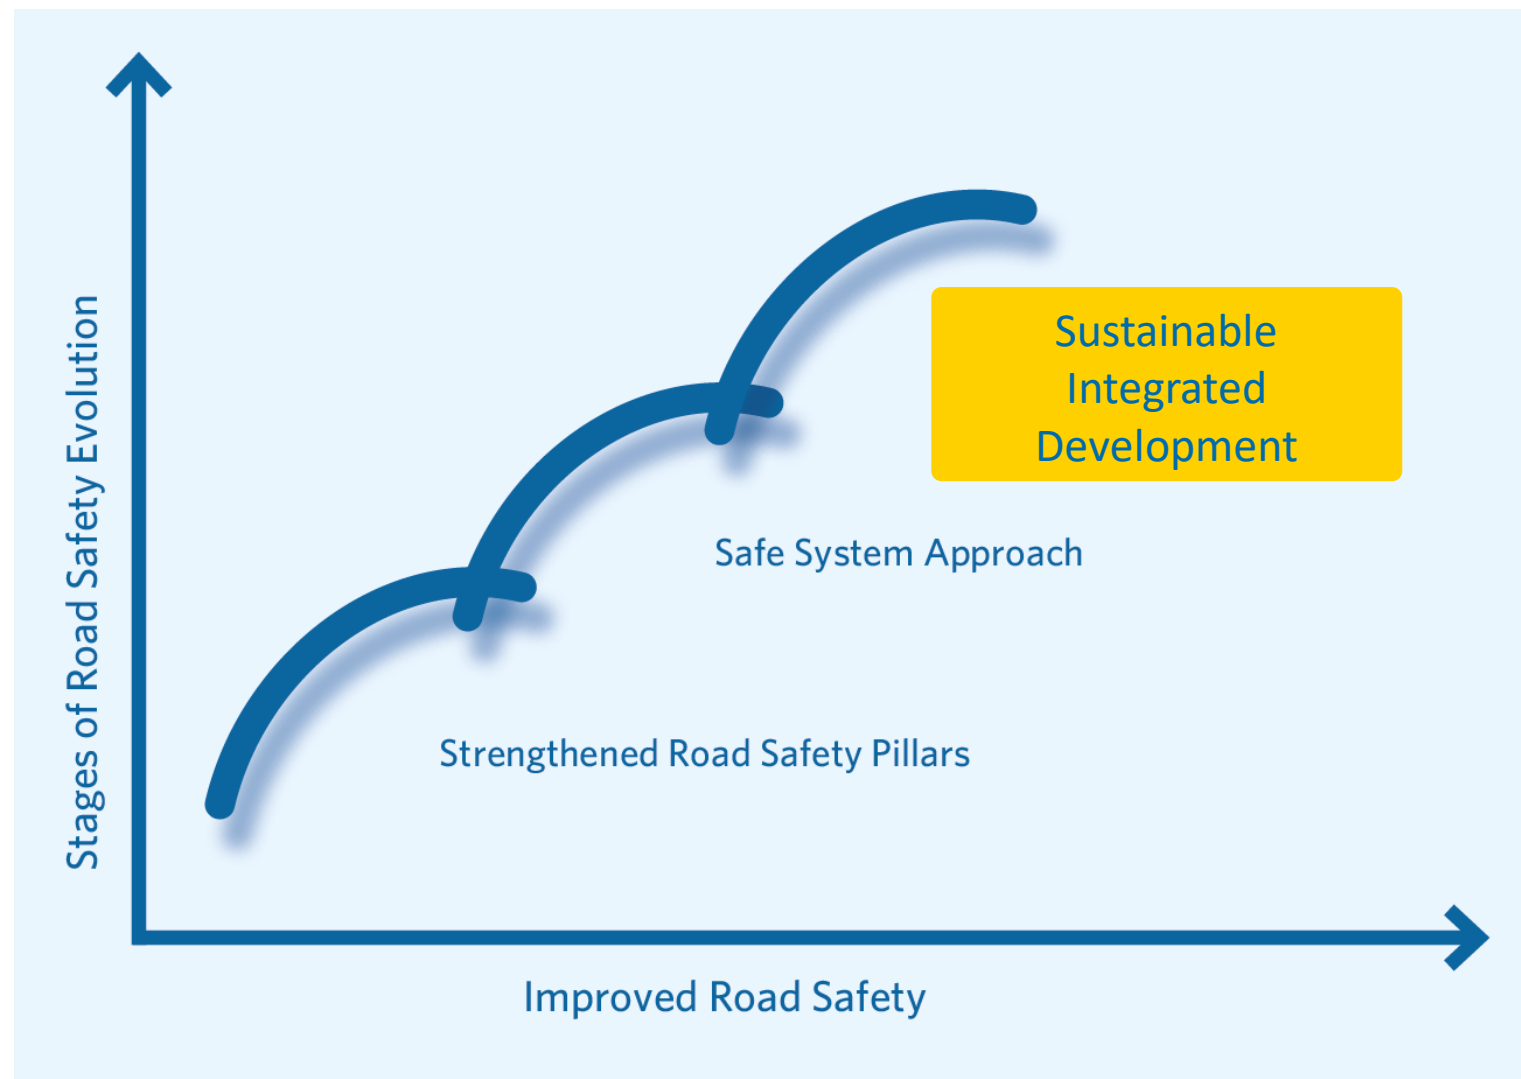 Stages of Road Safety Evolution
Sustainable
Integrated
Development
Safe System Approach
Strengthened Road Safety Pillars
Improved Road Safety